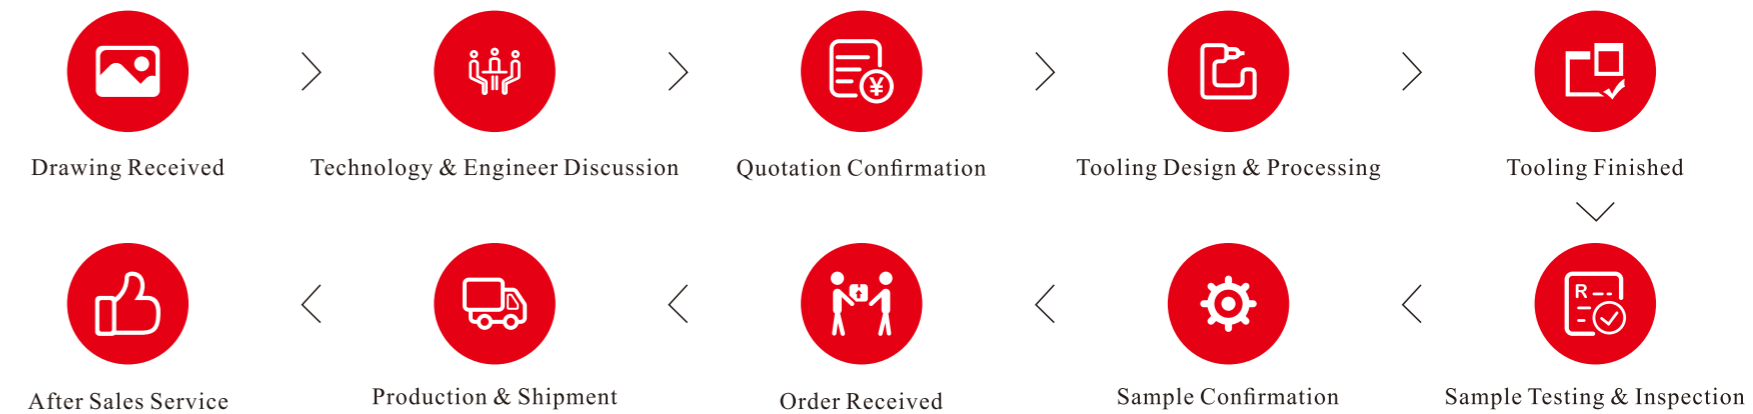 Drawing Received
Technology & Engineer Discussion
¥
Quotation Confirmation
Tooling Design & Processing
Tooling Finished
R
Sample Testing & Inspection
Sample Confirmation
Order Received
Production & Shipment
After Sales Service